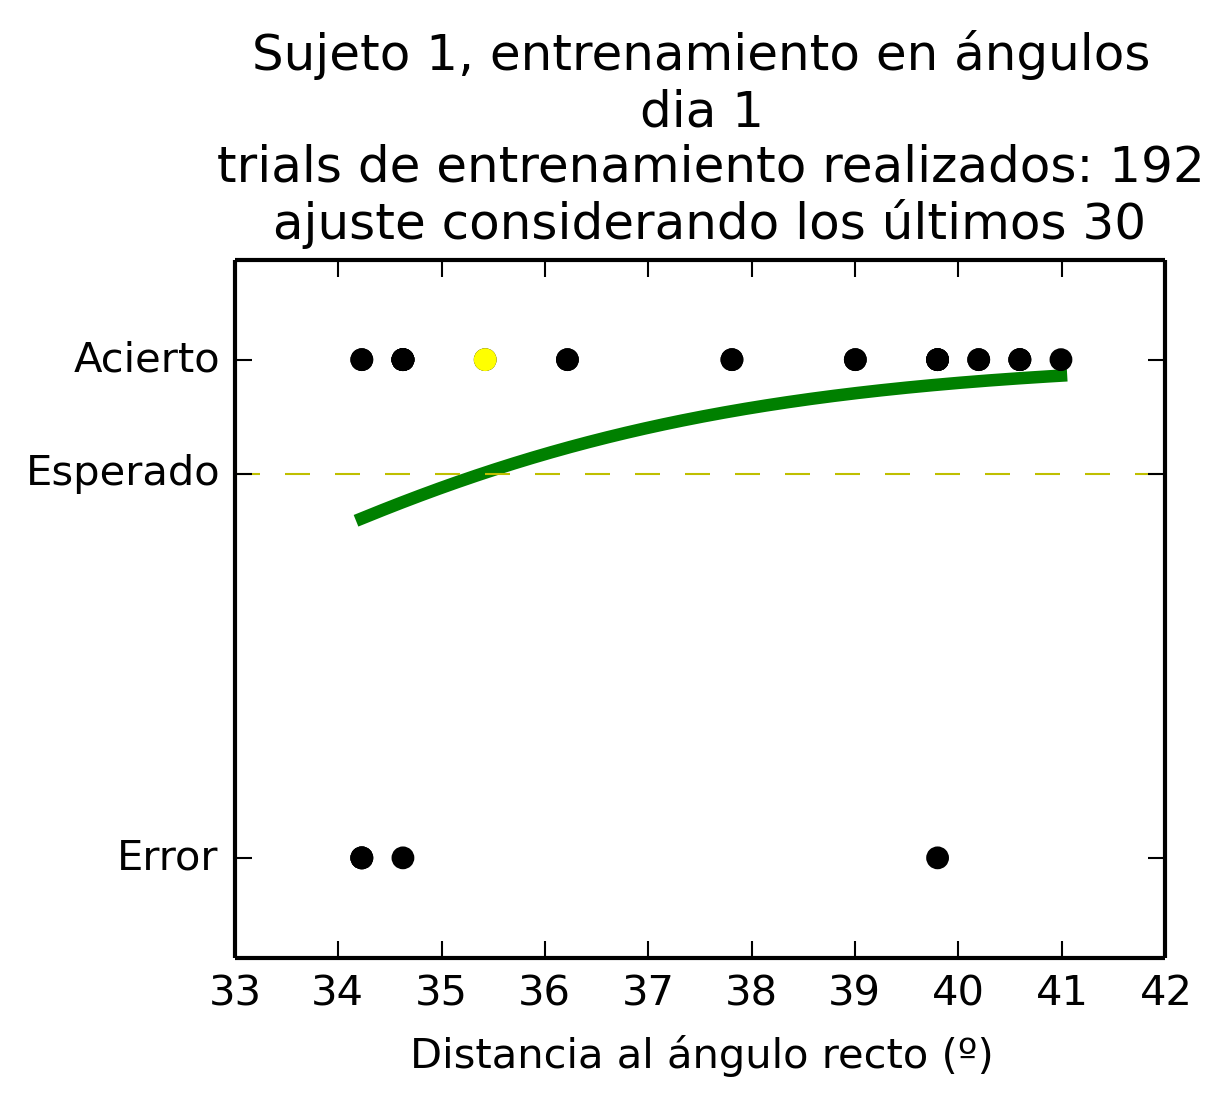 Sujeto 1, entrenamiento en ángulos
dia 1
trials de entrenamiento realizados: 192
ajuste considerando los últimos 30
Acierto
Esperado
Error
33 34 35 36 37 38 39 40 41 42
Distancia al ángulo recto (º)